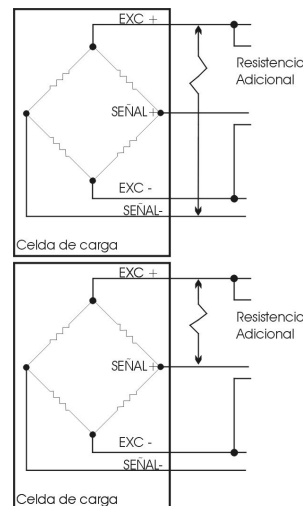 EXC +
Resistencia
Adicional
SEÑAL+
EXC -
SEÑAL-
Celda de carga
EXC +
Resistencia
Adicional
SEÑAL+
EXC -
SEÑAL-
Celda de carga